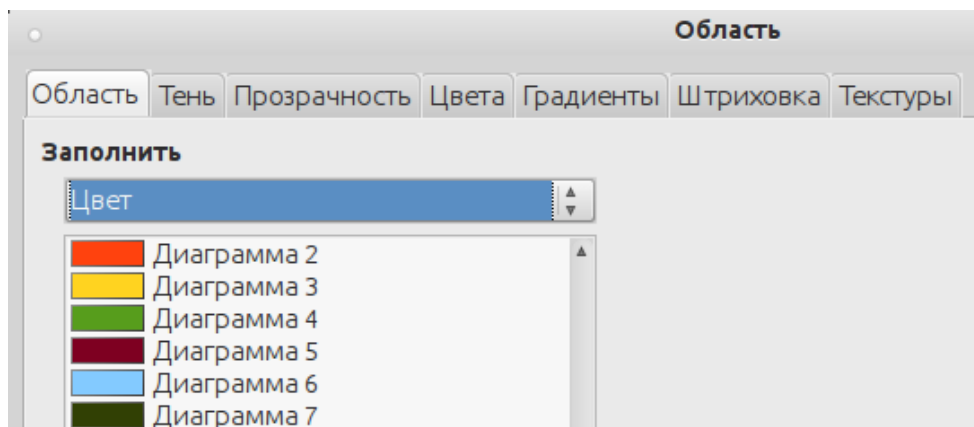 Область
Область Тень Прозрачность Цвета Градиенты Штриховка Текстуры
Заполнить
Цвет
Диаграмма 2
Диаграмма 3
Диаграмма 4
Диаграмма 5
Диаграмма 6
Диаграмма 7